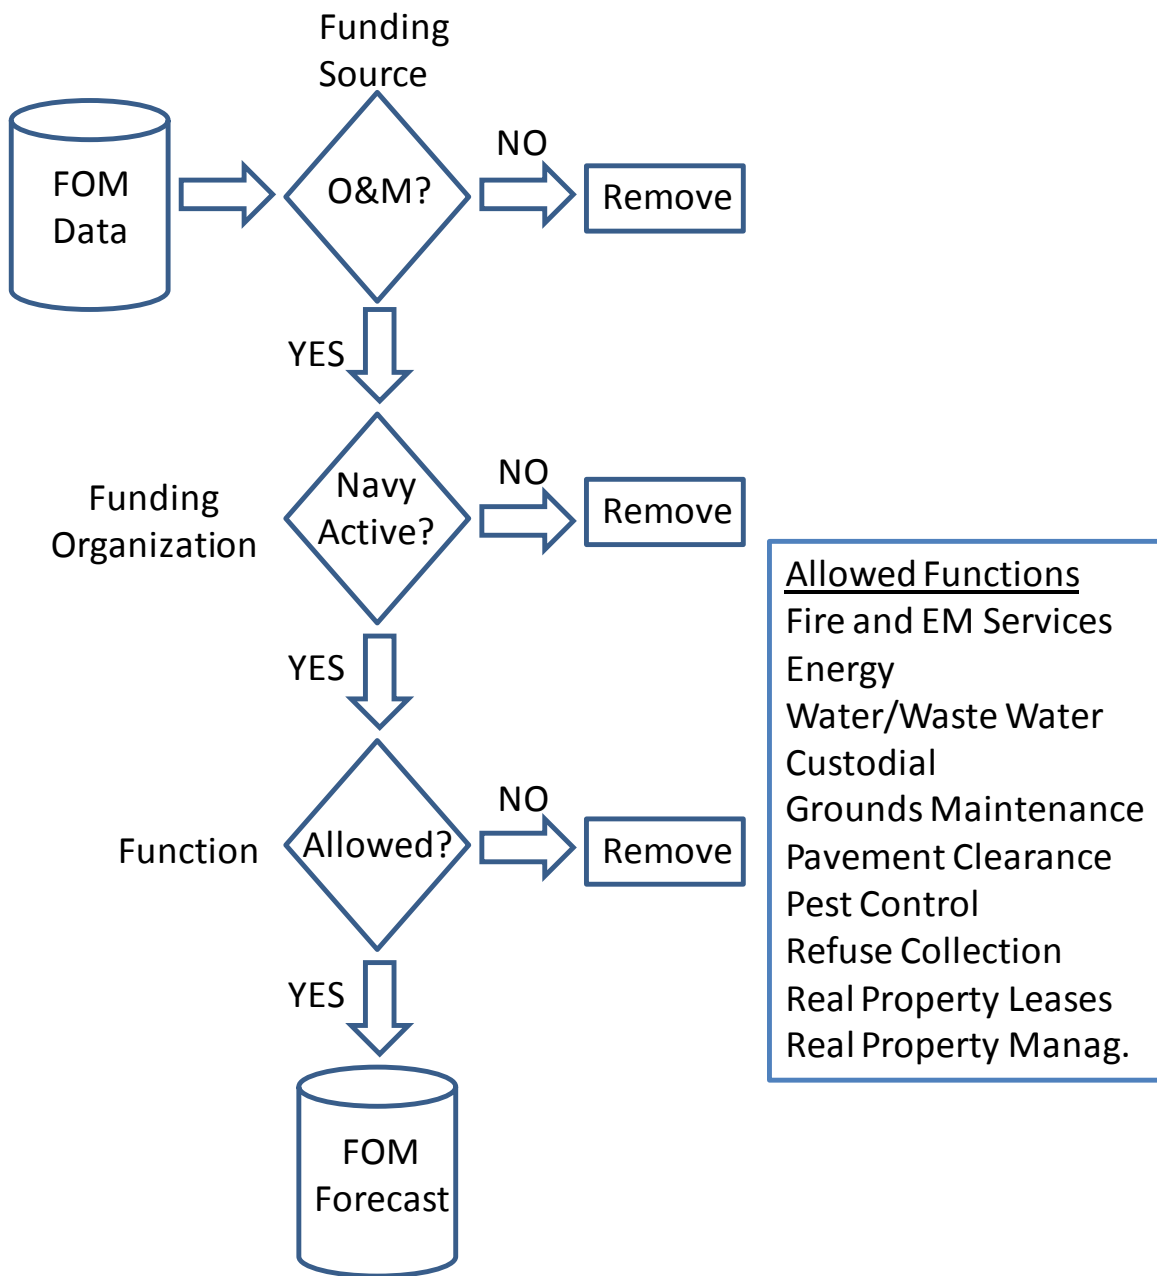 Funding
Source
FOM
Data
O&M?
NO
Remove
YES
Funding
Organization
Navy
Active?
NO
Remove
YES
Function
Allowed?
NO
Remove
YES
FOM
Forecast
Allowed Functions
Fire and EM Services
Energy
Water/Waste Water
Custodial
Grounds Maintenance
Pavement Clearance
Pest Control
Refuse Collection
Real Property Leases
Real Property Manag.